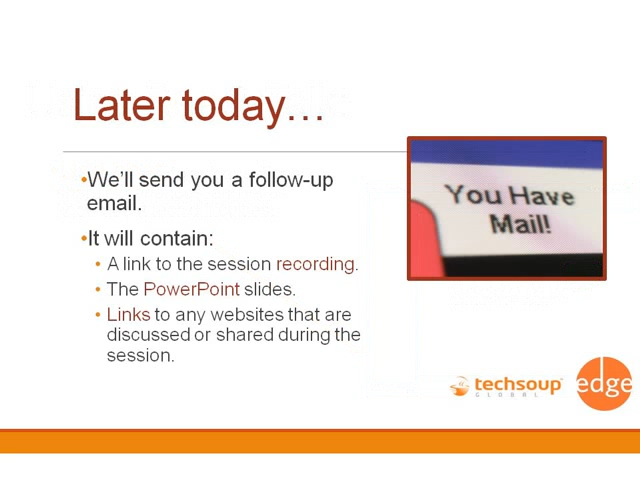 Later today…
•We'll send you a follow-up
email.
•It will contain:
• A link to the session recording.
• The PowerPoint slides.
• Links to any websites that are
discussed or shared during the
session.
You Have
Mail!
techsoup
GLOBAL
edge